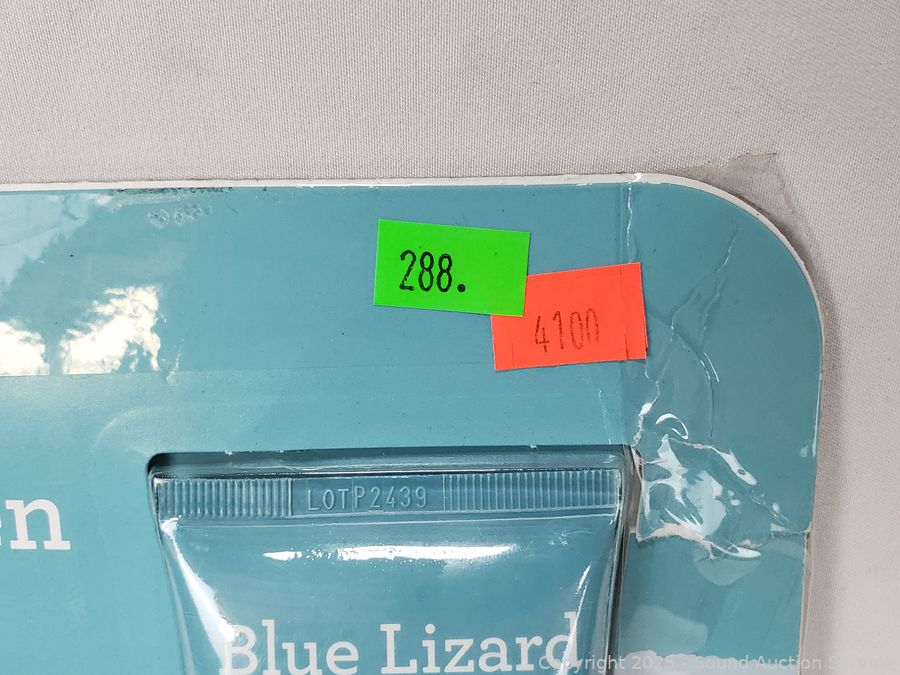 288.
4100
LOTP2439
en
Blue Lizard
Copyright 2025 - Sound Auction Service